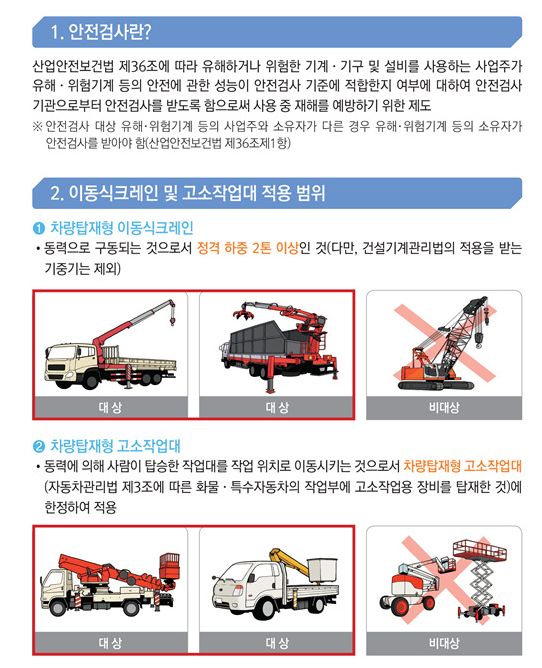 1. 안전검사란?
산업안전보건법 제36조에 따라 유해하거나 위험한 기계·기구 및 설비를 사용하는 사업주가
유해·위험기계 등의 안전에 관한 성능이 안전검사 기준에 적합한지 여부에 대하여 안전검사
기관으로부터 안전검사를 받도록 함으로써 사용 중 재해를 예방하기 위한 제도
※ 안전검사 대상 유해·위험기계 등의 사업주와 소유자가 다른 경우 유해·위험기계 등의 소유자가
안전검사를 받아야 함(산업안전보건법 제36조제1항)
2. 이동식크레인 및 고소작업대 적용 범위
❶ 차량탑재형 이동식크레인
• 동력으로 구동되는 것으로서 정격 하중 2톤 이상인 것(다만, 건설기계관리법의 적용을 받는
기중기는 제외)
대 상
대 상
비대상
❷ 차량탑재형 고소작업대
• 동력에 의해 사람이 탑승한 작업대를 작업 위치로 이동시키는 것으로서 차량탑재형 고소작업대
(자동차관리법 제3조에 따른 화물·특수자동차의 작업부에 고소작업용 장비를 탑재한 것)에
한정하여 적용
대 상
대 상
비대상